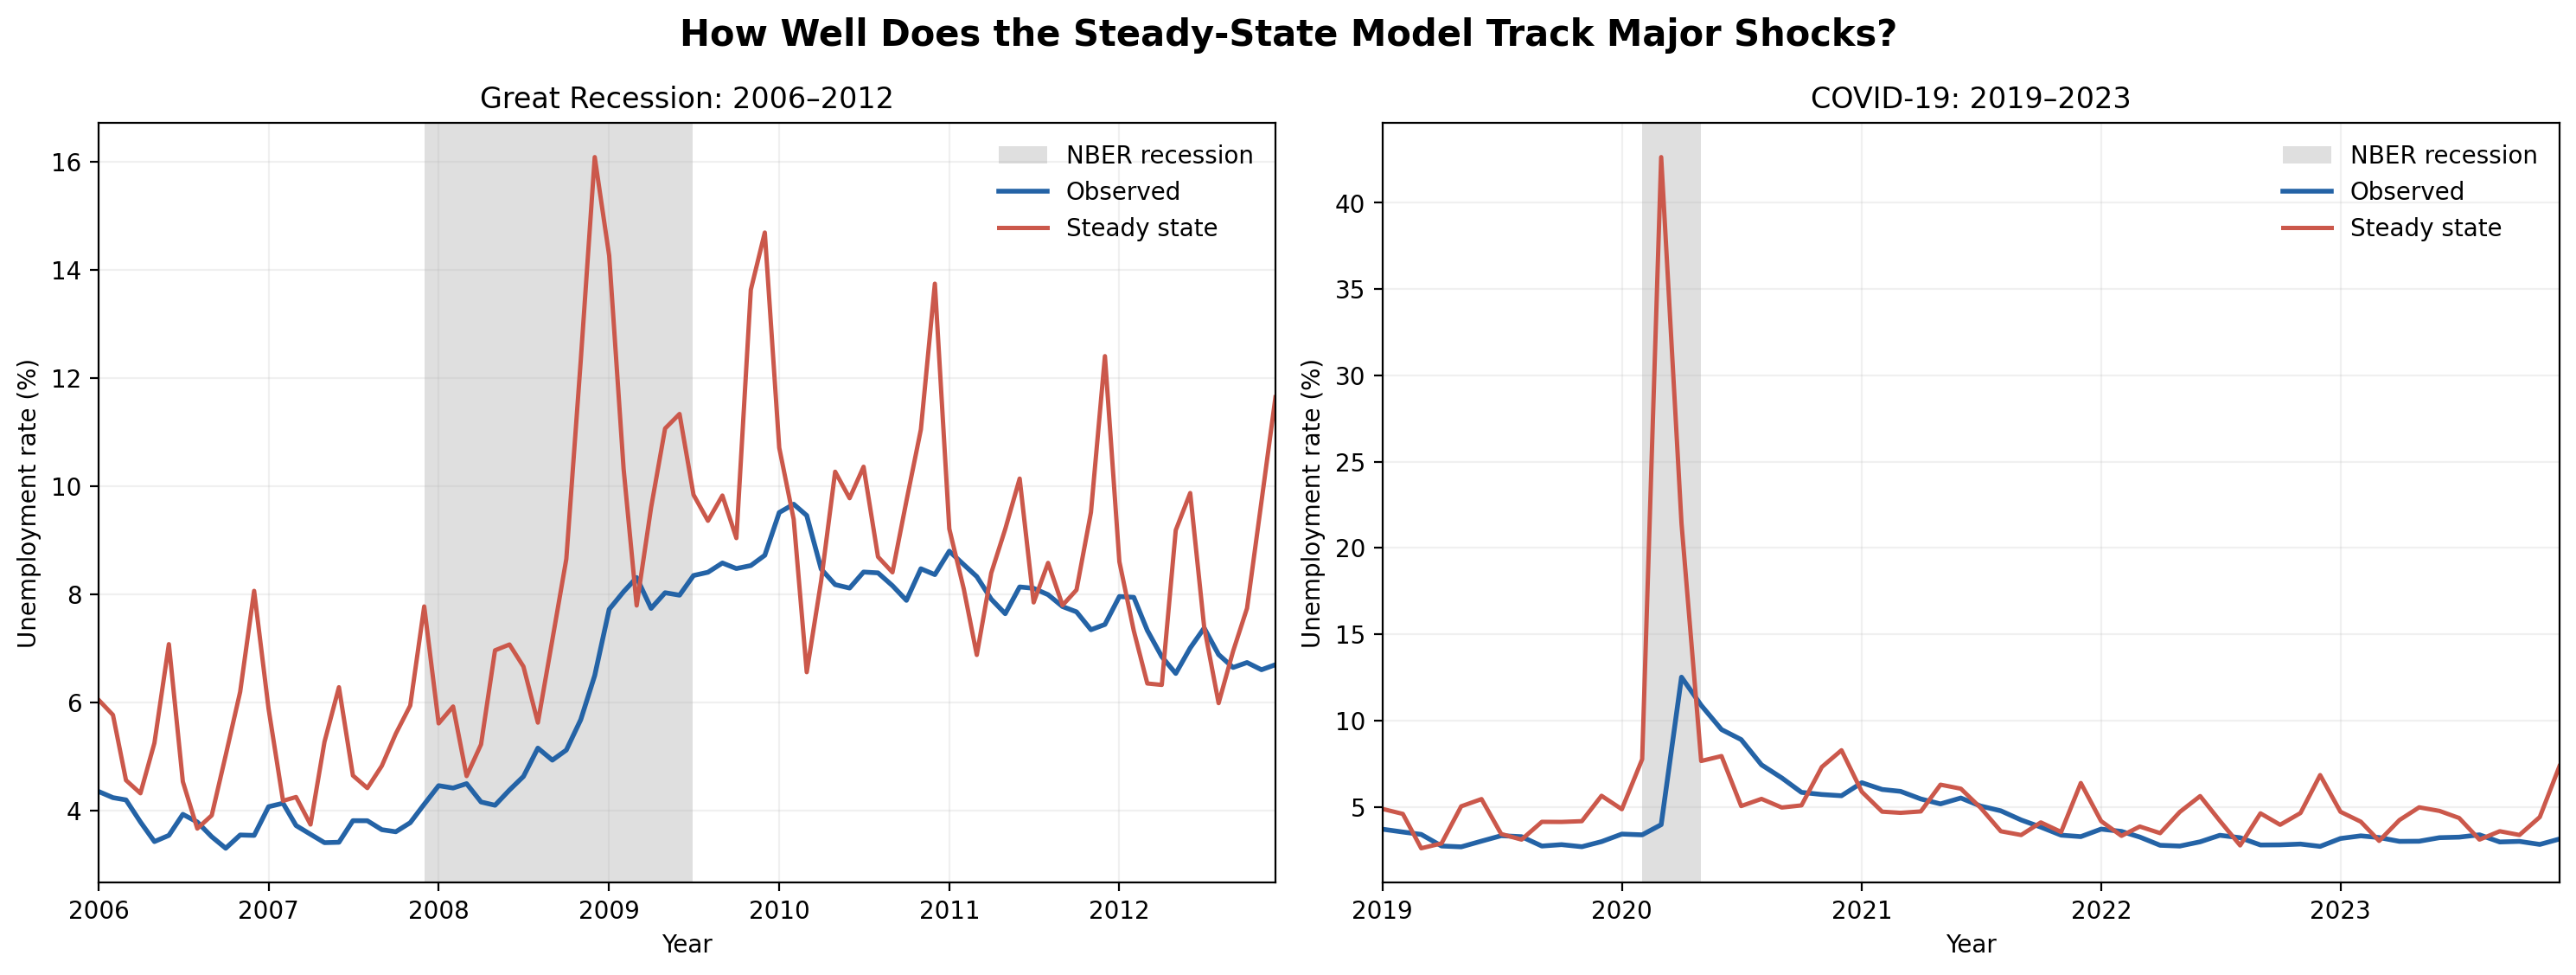 How Well Does the Steady-State Model Track Major Shocks?
Great Recession: 2006–2012
Unemployment rate (%)
16
14
12
10
8
6
4
NBER recession
Observed
Steady state
2006 2007 2008 2009 2010 2011 2012
Year
COVID-19: 2019–2023
Unemployment rate (%)
40
35
30
25
20
15
10
5
NBER recession
Observed
Steady state
2019 2020 2021 2022 2023
Year